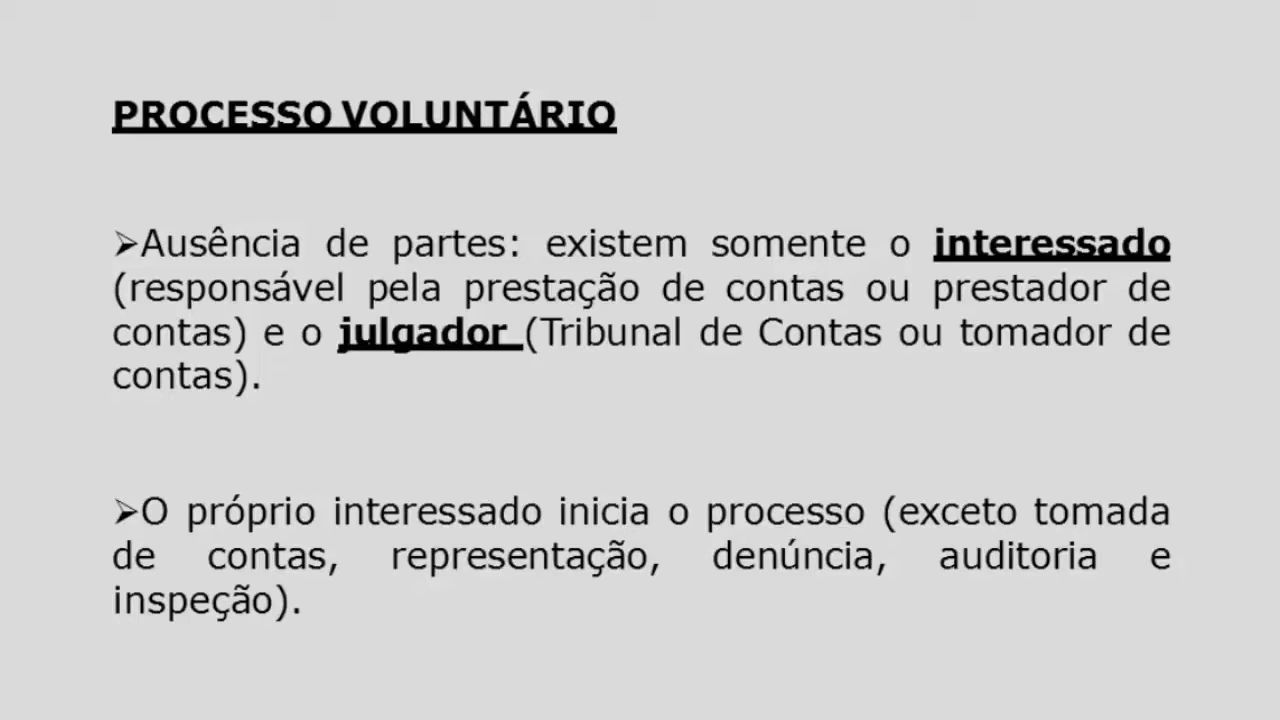 PROCESSO VOLUNTÁRIO
➢Ausência de partes: existem somente o interessado
(responsável pela prestação de contas ou prestador de
contas) e o julgador (Tribunal de Contas ou tomador de
contas).
➢O próprio interessado inicia o processo (exceto tomada
de contas, representação, denúncia, auditoria e
inspeção).